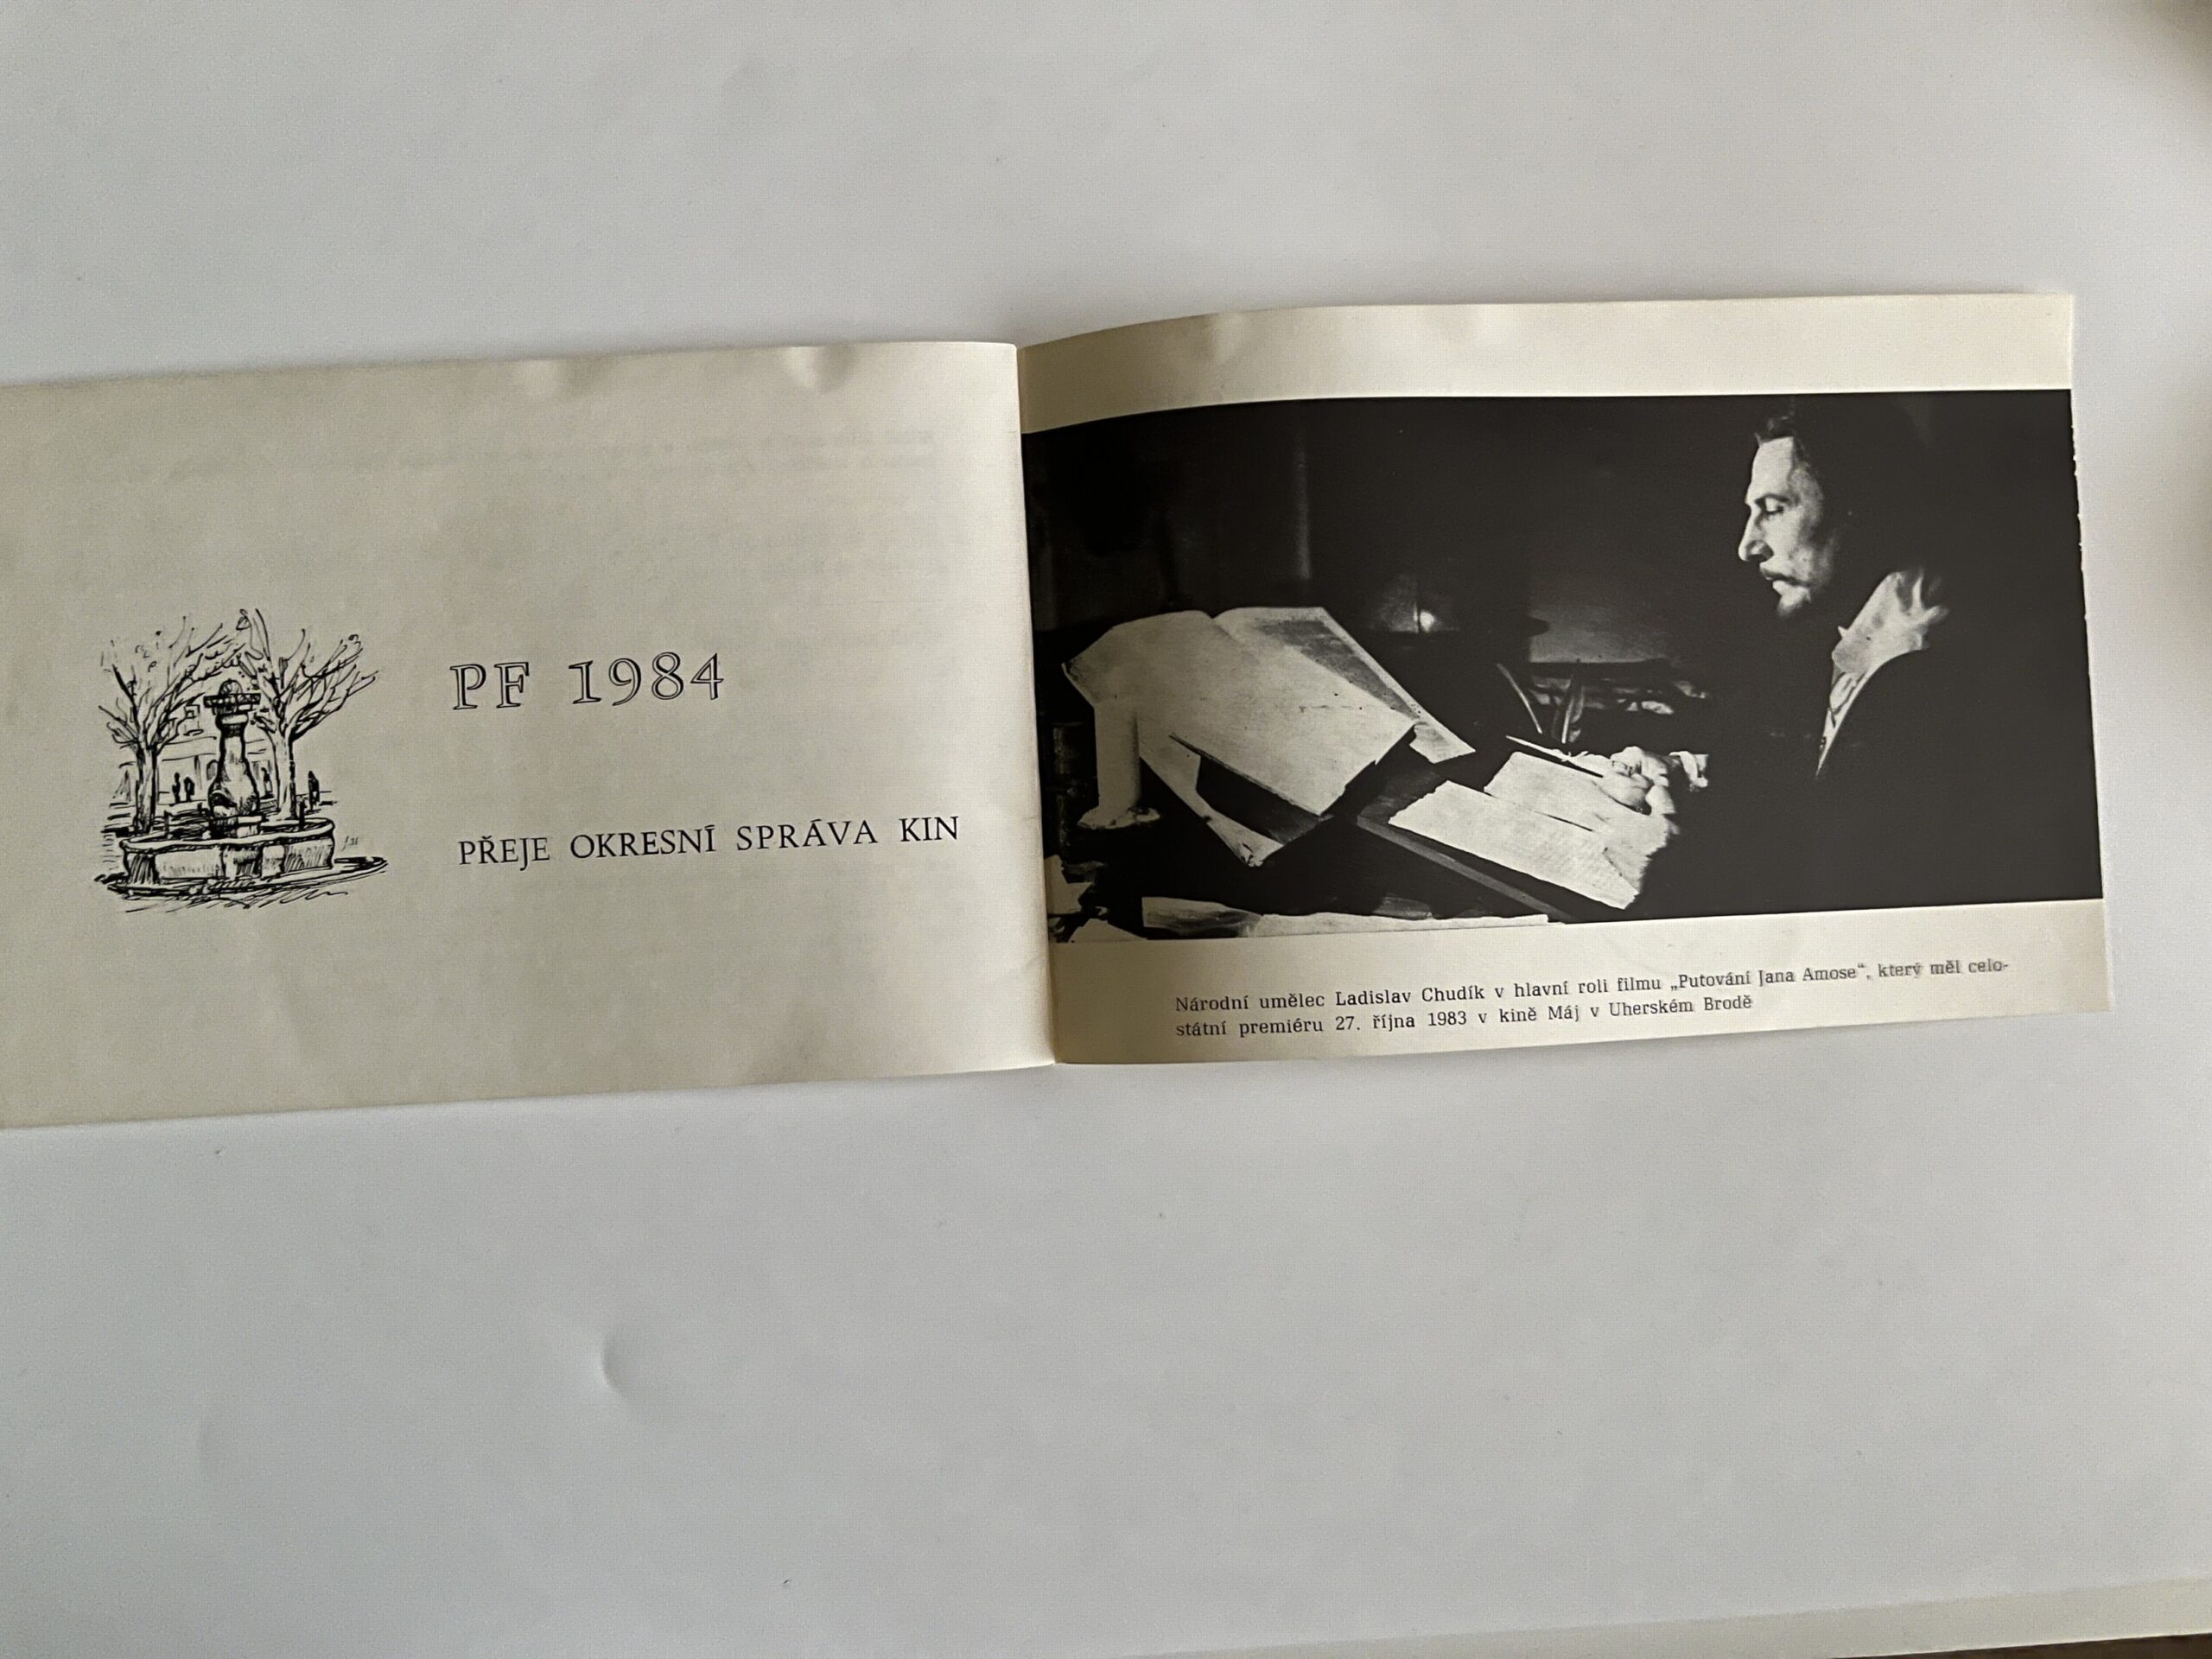 PF 1984
PŘEJE OKRESNÍ SPRÁVA KIN
Národní umělec Ladislav Chudík v hlavní roli filmu „Putování Jana Amose“, který měl celo-
státní premiéru 27. října 1983 v kině Máj v Uherském Brodě